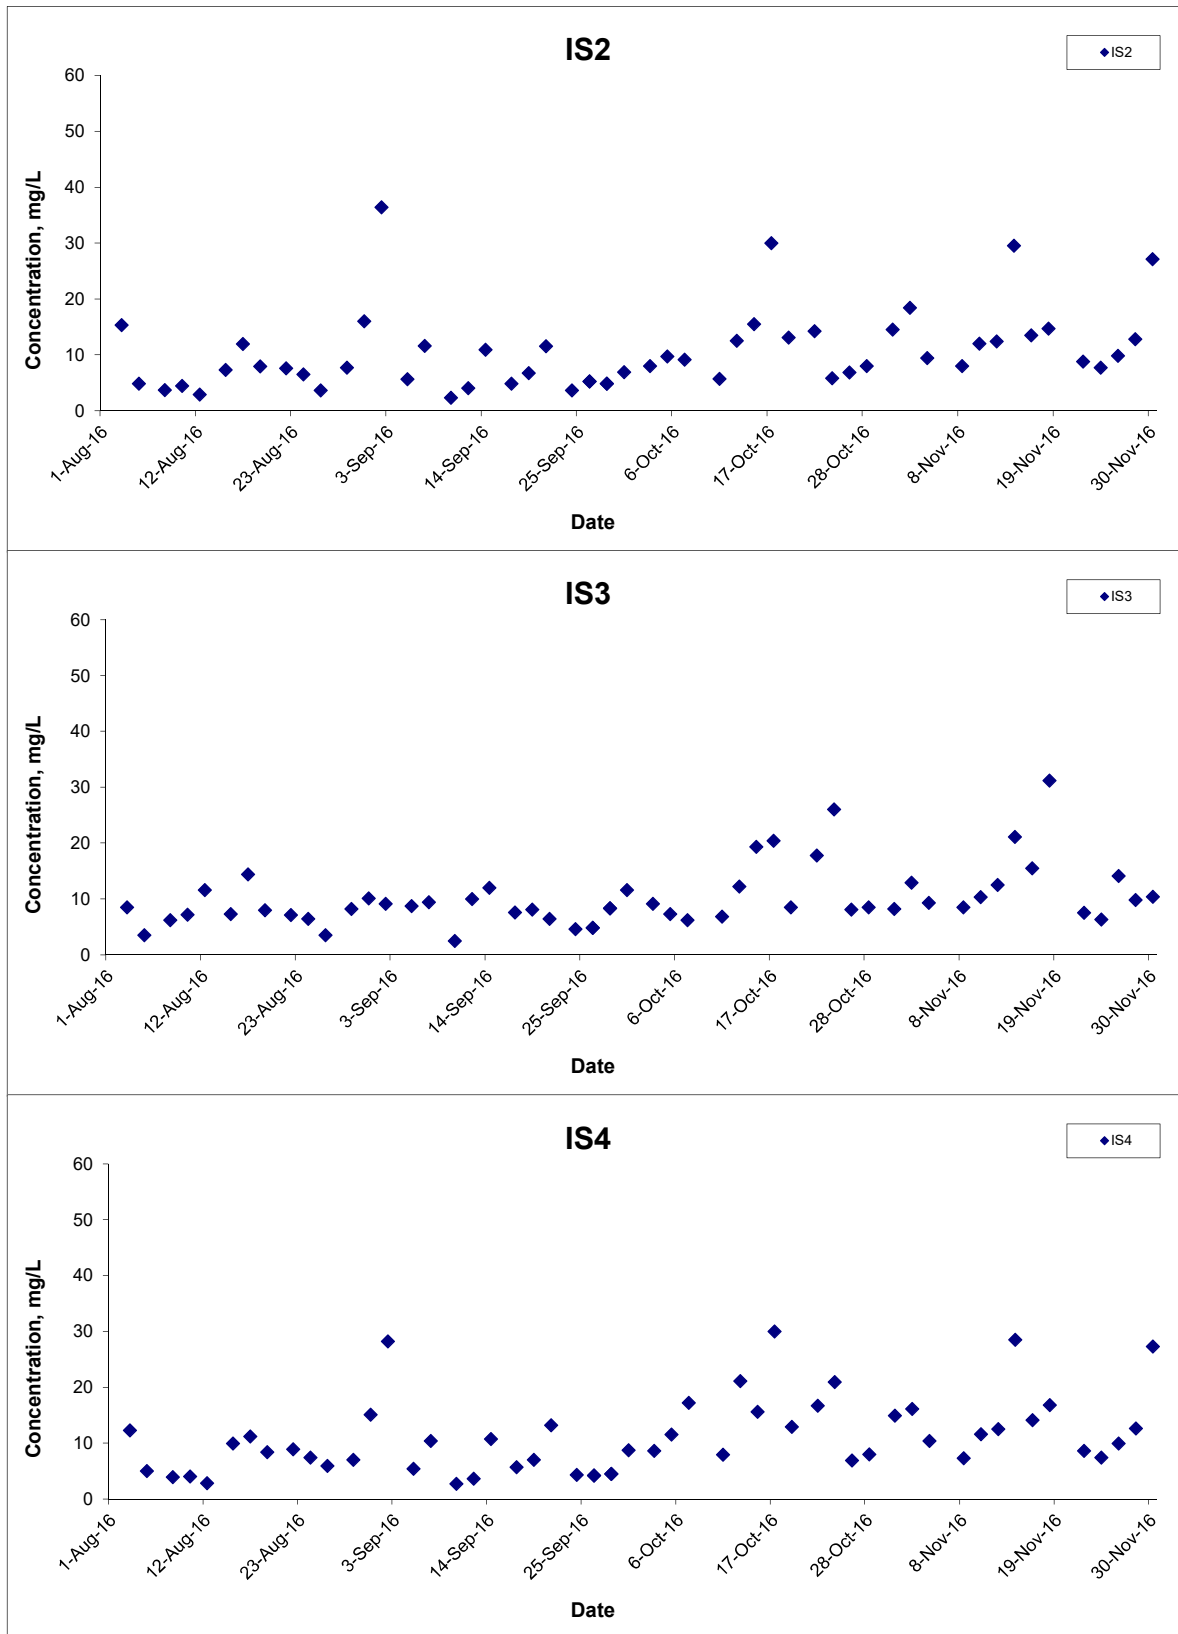 IS2
IS2
60
50
40
30
20
10
0
Concentration, mg/L
1-Aug-16
12-Aug-16
23-Aug-16
3-Sep-16
14-Sep-16
25-Sep-16
6-Oct-16
17-Oct-16
28-Oct-16
8-Nov-16
19-Nov-16
30-Nov-16
Date
IS3
IS3
60
50
40
30
20
10
0
Concentration, mg/L
1-Aug-16
12-Aug-16
23-Aug-16
3-Sep-16
14-Sep-16
25-Sep-16
6-Oct-16
17-Oct-16
28-Oct-16
8-Nov-16
19-Nov-16
30-Nov-16
Date
IS4
IS4
60
50
40
30
20
10
0
Concentration, mg/L
1-Aug-16
12-Aug-16
23-Aug-16
3-Sep-16
14-Sep-16
25-Sep-16
6-Oct-16
17-Oct-16
28-Oct-16
8-Nov-16
19-Nov-16
30-Nov-16
Date